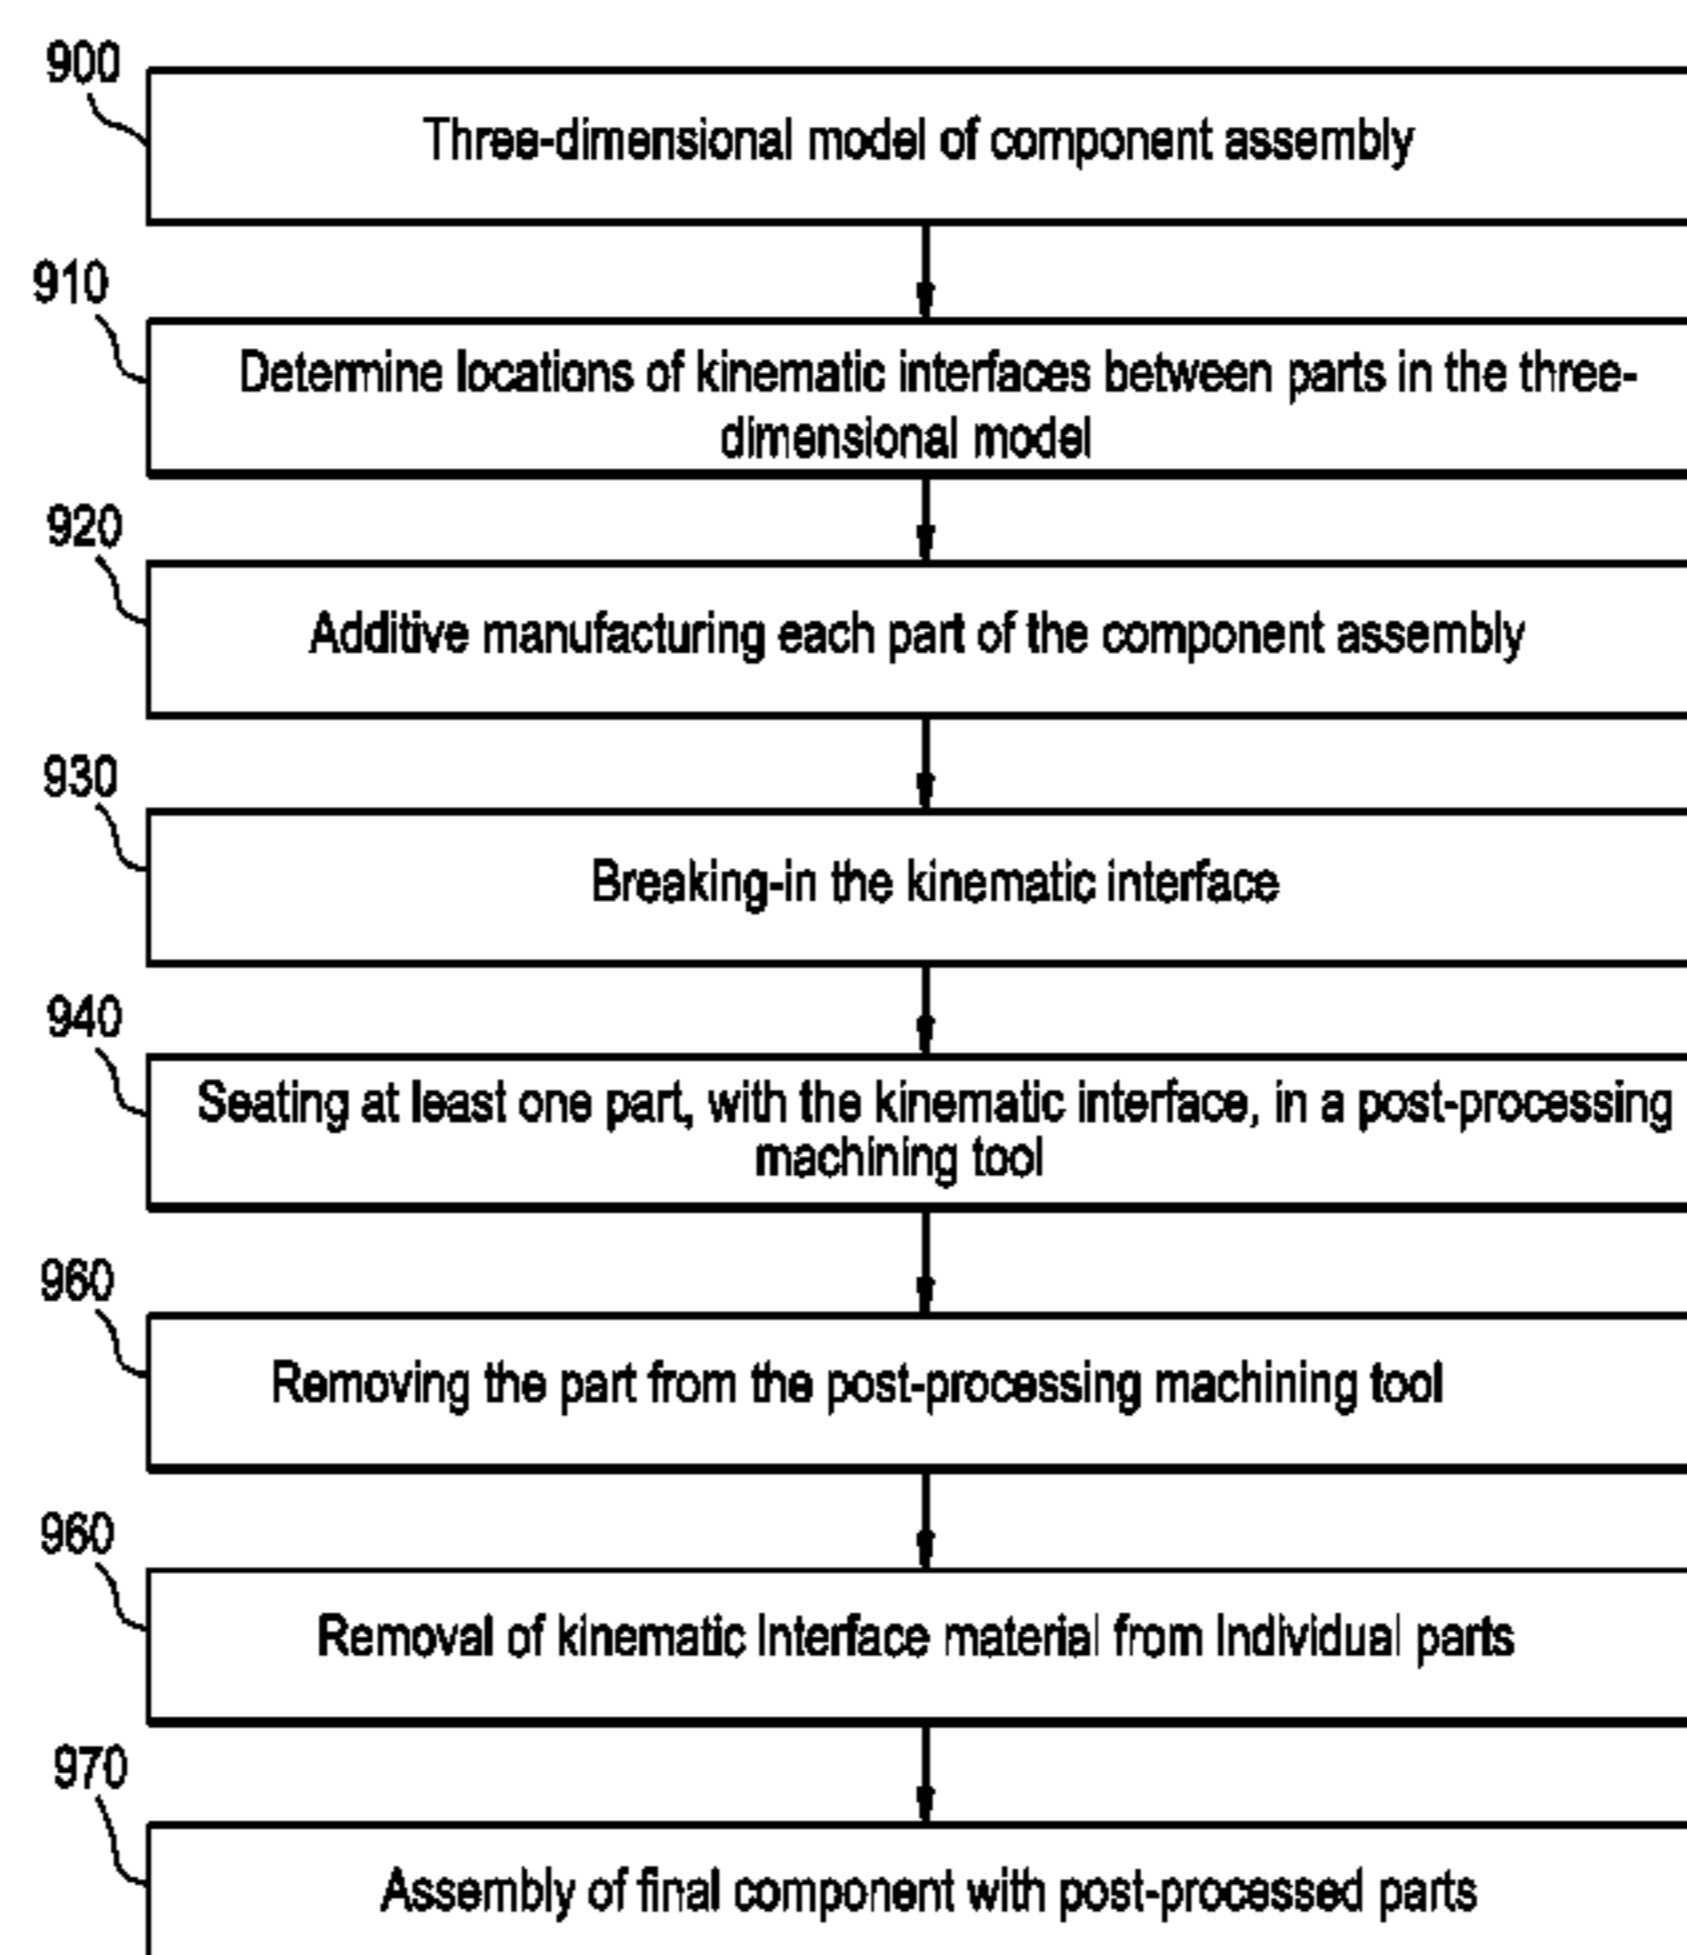 900
Three-dimensional model of component assembly
910
Determine locations of kinematic interfaces between parts in the three-
dimensional model
920
Additive manufacturing each part of the component assembly
930
Breaking-in the kinematic interface
940
Seating at least one part, with the kinematic interface, in a post-processing
machining tool
960
Removing the part from the post-processing machining tool
960
Removal of kinematic Interface material from Individual parts
970
Assembly of final component with post-processed parts